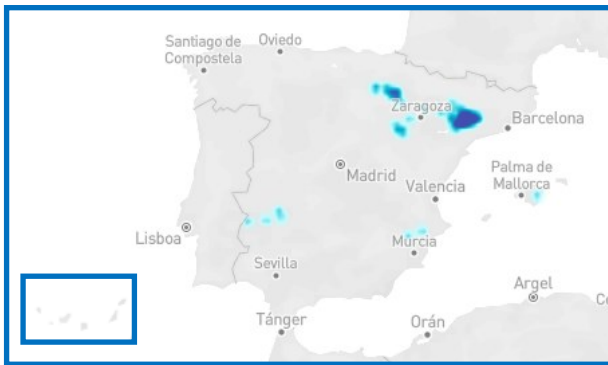 Santiago de
Compostela
Oviedo
Zaragoza
Barcelona
Madrid
Palma de
Mallorca
Valencia
Lisboa
Murcia
Sevilla
Argel
Tánger
Orán